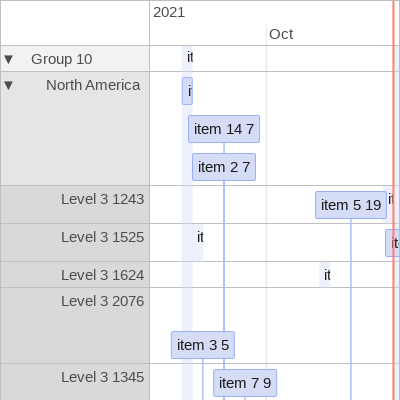 2021
Oct
▼ Group 10
it
▼ North America
i
item 14 7
item 2 7
Level 3 1243
item 5 19
it
Level 3 1525
it
it
Level 3 1624
it
Level 3 2076
item 3 5
Level 3 1345
item 7 9